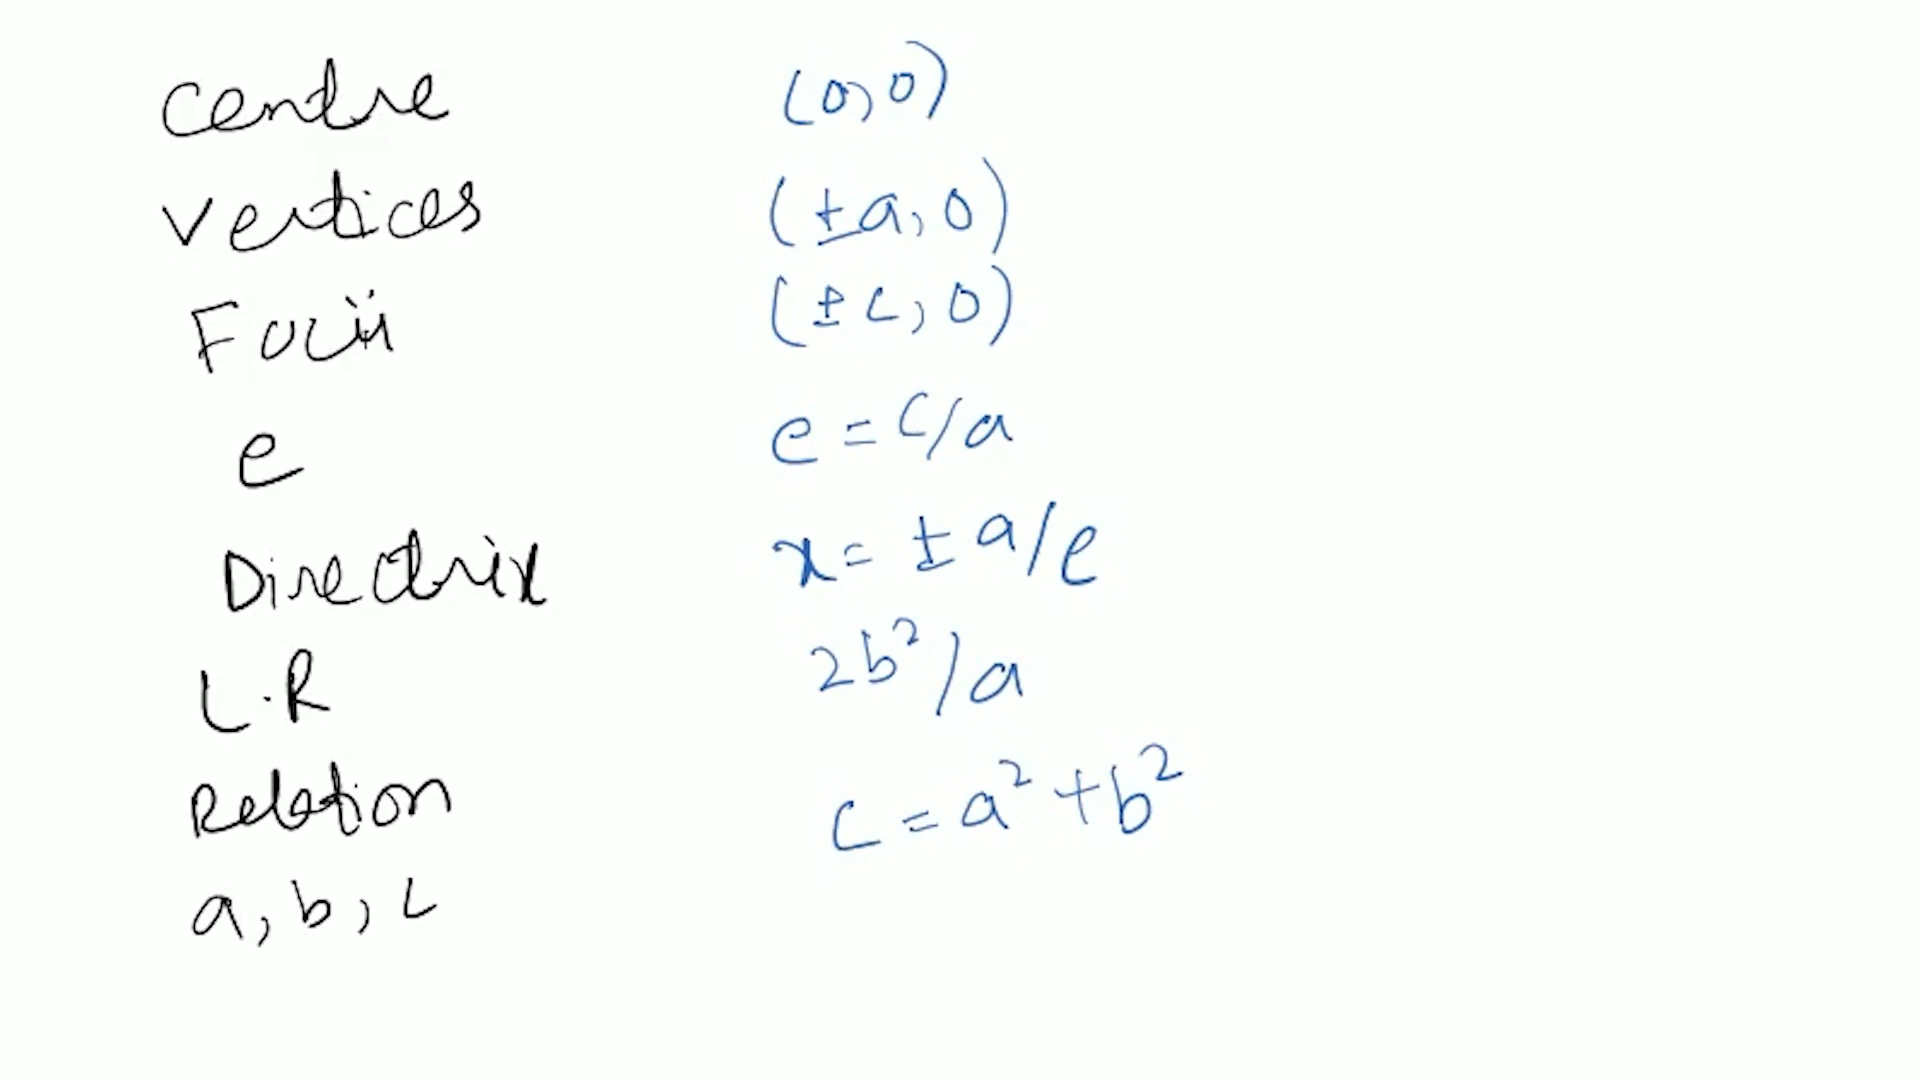 Centre (0,0)
Vertices (±a, 0)
Focii (±c, 0)
e e = c/a
Directrix x = ± a/e
L.R 2b²/a
Relation c = a² + b²
a, b, c